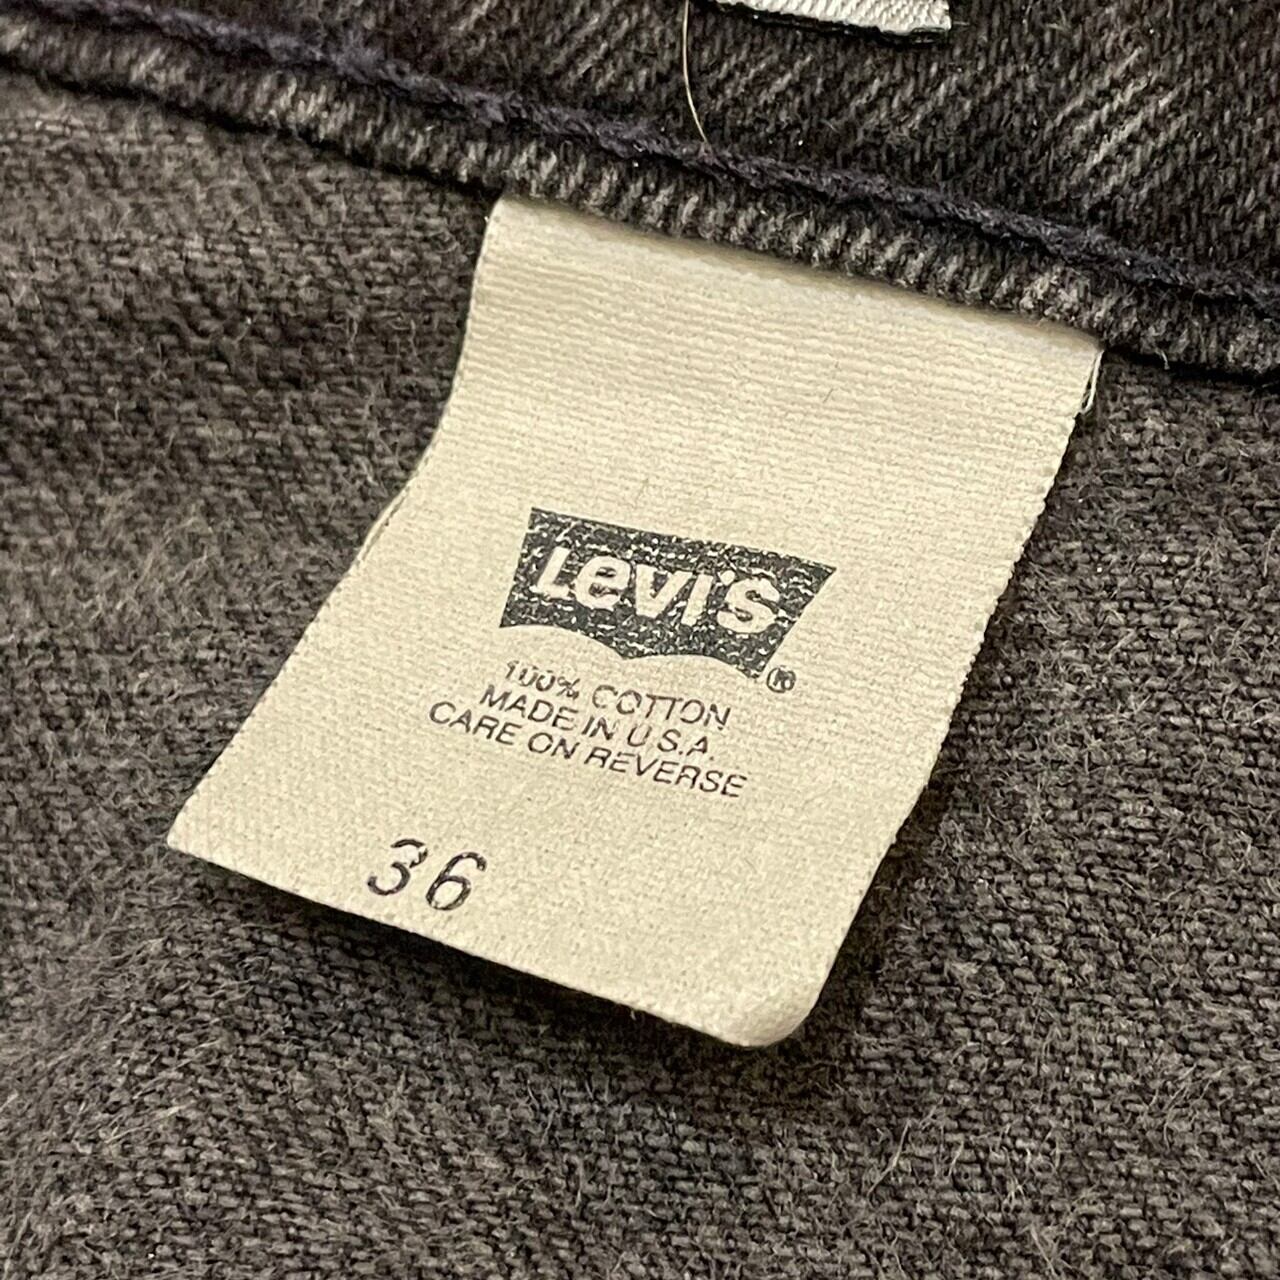 Levi's ®
100% COTTON
MADE IN U.S.A.
CARE ON REVERSE
36